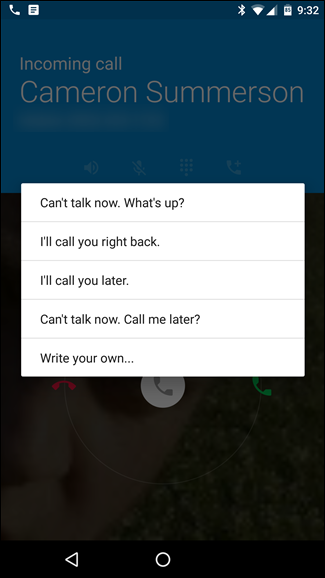 9:32
Incoming call
Cameron Summerson
Can't talk now. What's up?
I'll call you right back.
I'll call you later.
Can't talk now. Call me later?
Write your own...